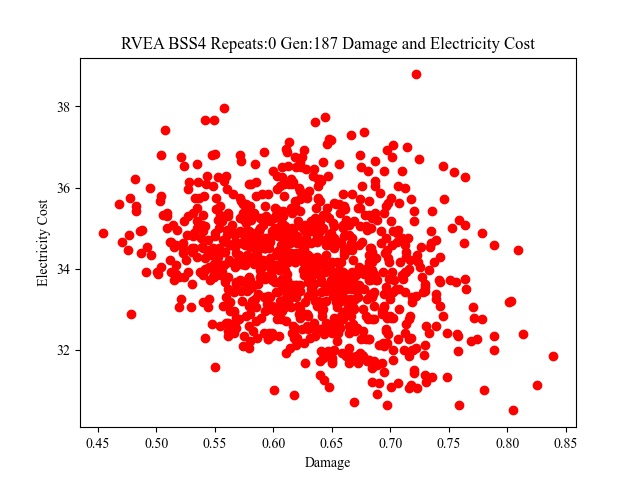 RVEA BSS4 Repeats:0 Gen:187 Damage and Electricity Cost
38
36
34
32
Electricity Cost
0.45 0.50 0.55 0.60 0.65 0.70 0.75 0.80 0.85
Damage